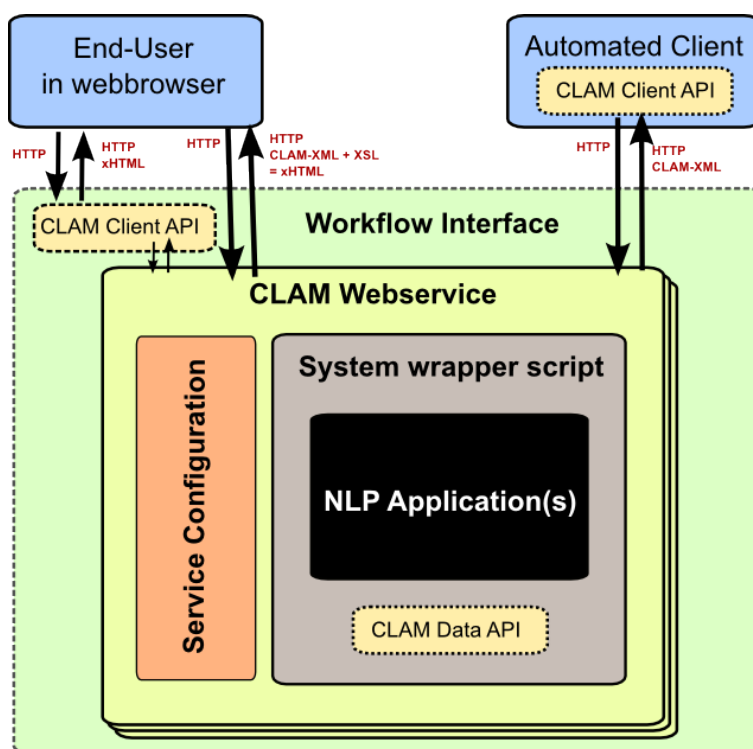 End-User
in webbrowser
Automated Client
CLAM Client API
HTTP
HTTP
xHTML
HTTP
HTTP
CLAM-XML + XSL
= xHTML
HTTP
HTTP
CLAM-XML
CLAM Client API
Workflow Interface
CLAM Webservice
Service Configuration
System wrapper script
NLP Application(s)
CLAM Data API